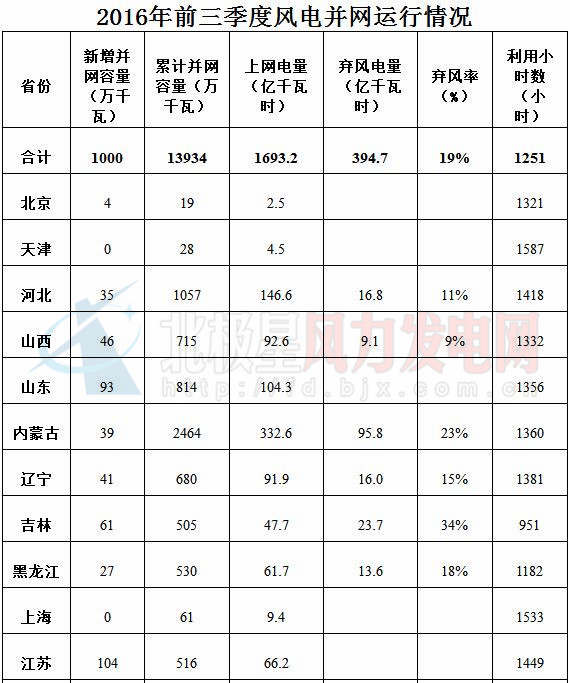 2016年前三季度风电并网运行情况
省份 新增并网容量（万千瓦） 累计并网容量（万千瓦） 上网电量（亿千瓦时） 弃风电量（亿千瓦时） 弃风率（%） 利用小时数（小时）
合计 1000 13934 1693.2 394.7 19% 1251
北京 4 19 2.5 1321
天津 0 28 4.5 1587
河北 35 1057 146.6 16.8 11% 1418
山西 46 715 92.6 9.1 9% 1332
山东 93 814 104.3 1356
内蒙古 39 2464 332.6 95.8 23% 1360
辽宁 41 680 91.9 16.0 15% 1381
吉林 61 505 47.7 23.7 34% 951
黑龙江 27 530 61.7 13.6 18% 1182
上海 0 61 9.4 1533
江苏 104 516 66.2 1449
北极星风力发电网
http://fd.bjx.com.cn